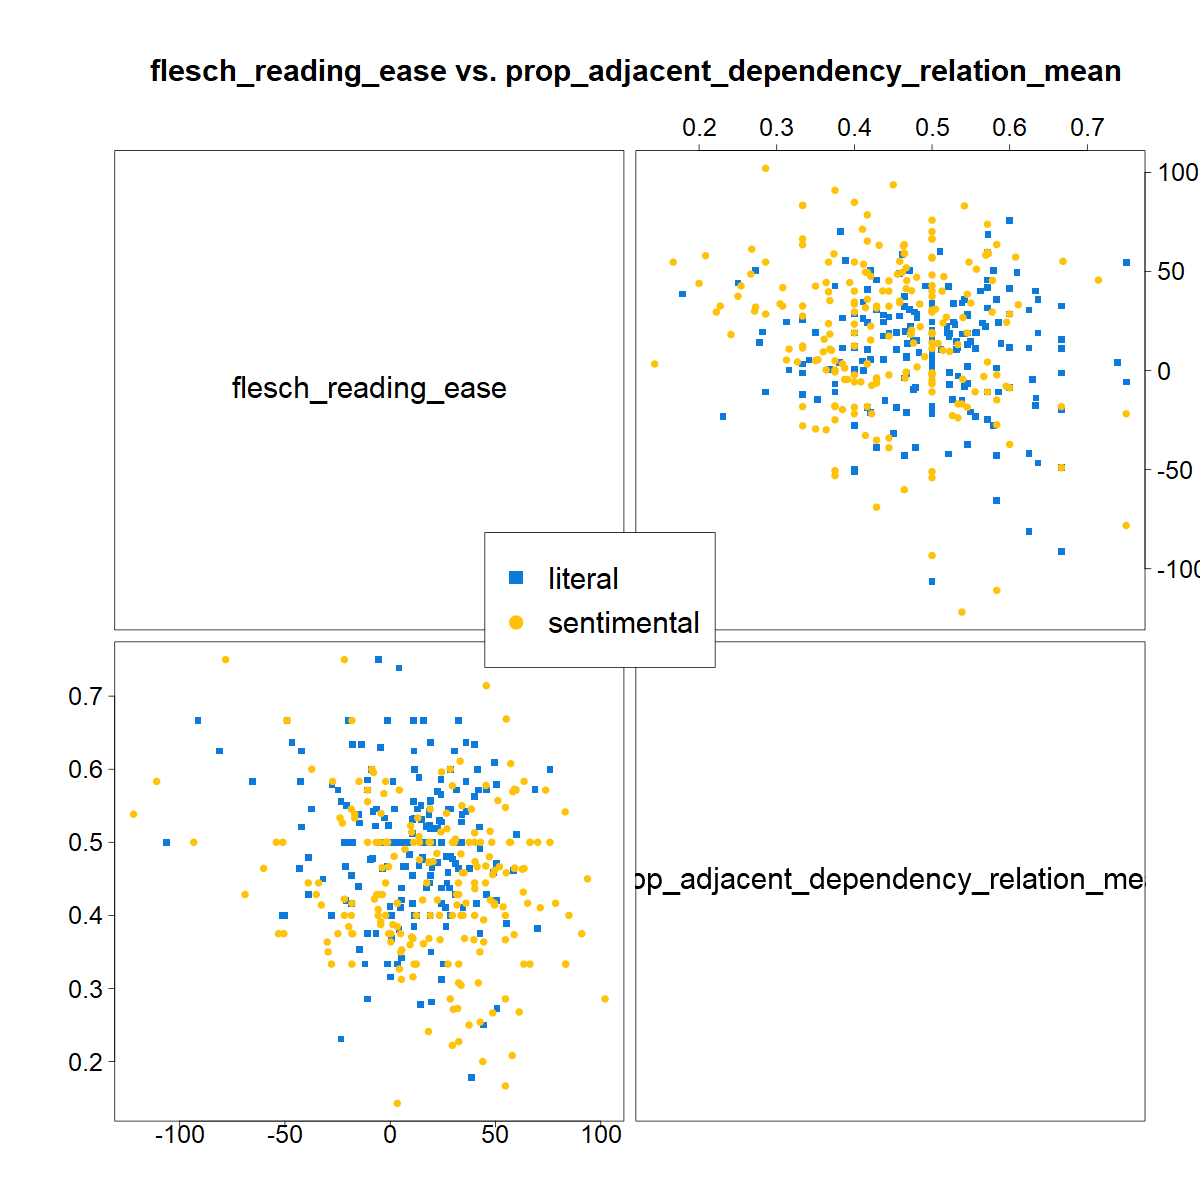 flesch_reading_ease vs. prop_adjacent_dependency_relation_mean
0.2 0.3 0.4 0.5 0.6 0.7
100
50
0
-50
-100
flesch_reading_ease
literal
sentimental
0.7
0.6
0.5
0.4
0.3
0.2
op_adjacent_dependency_relation_me
-100 -50 0 50 100